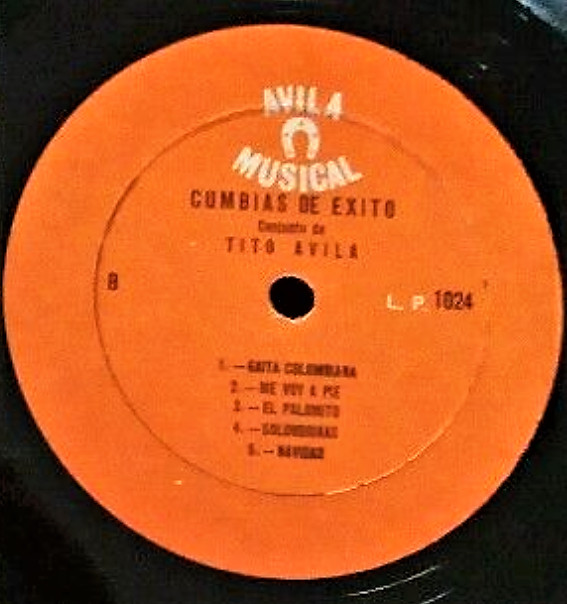 AVILA
MUSICAL
CUMBIAS DE EXITO
Conjunto de
TITO AVILA
B
L. P. 1024
1.—GAITA COLOMBIANA
2.—ME VOY A PIE
3.—EL PALOMITO
4.—GOLONDRINAS
5.—NAVIDAD